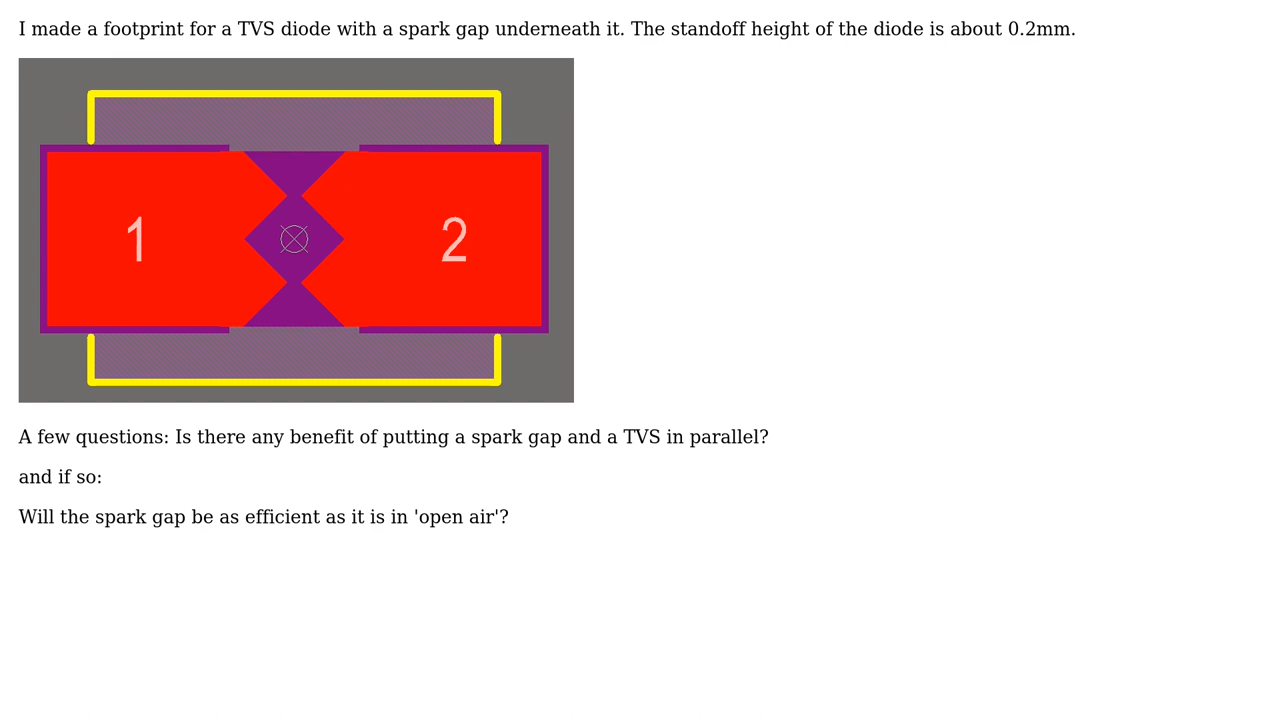 I made a footprint for a TVS diode with a spark gap underneath it. The standoff height of the diode is about 0.2mm.
1 2
A few questions: Is there any benefit of putting a spark gap and a TVS in parallel?
and if so:
Will the spark gap be as efficient as it is in 'open air'?